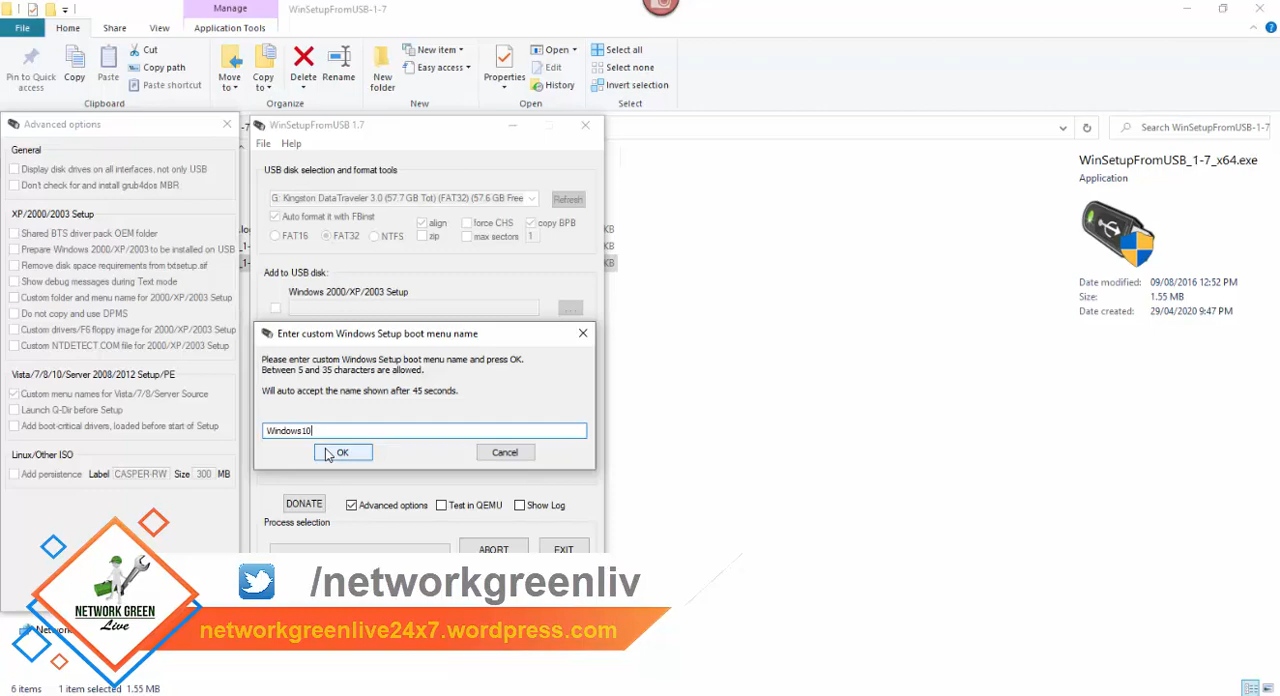 Manage
WinSetupFromUSB-1-7
File
Home
Share
View
Application Tools
Pin to Quick access
Copy
Paste
Cut
Copy path
Paste shortcut
Clipboard
Move to
Copy to
Delete
Rename
Organize
New folder
New item
Easy access
New
Properties
Open
Edit
History
Open
Select all
Select none
Invert selection
Select
Search WinSetupFromUSB-1-7
Advanced options
General
Display disk drives on all interfaces, not only USB
Don't check for and install grub4dos MBR
XP/2000/2003 Setup
Shared BTS driver pack OEM folder
Prepare Windows 2000/XP/2003 to be installed on USB
Remove disk space requirements from txtsetup.sif
Show debug messages during Text mode
Custom folder and menu name for 2000/XP/2003 Setup
Do not copy and use DPMS
Custom drivers/F6 floppy image for 2000/XP/2003 Setup
Custom NTDETECT.COM file for 2000/XP/2003 Setup
Vista/7/8/10/Server 2008/2012 Setup/PE
Custom menu names for Vista/7/8/Server Source
Launch Q-Dir before Setup
Add boot-critical drivers, loaded before start of Setup
Linux/Other ISO
Add persistence Label CASPER-RW Size 300 MB
WinSetupFromUSB 1.7
File Help
USB disk selection and format tools
G: Kingston DataTraveler 3.0 (57.7 GB Tot) (FAT32) (57.6 GB Free
Refresh
Auto format it with FBinst
align
force CHS
copy BPB
FAT16
FAT32
NTFS
zip
max sectors
1
Add to USB disk:
Windows 2000/XP/2003 Setup
...
Enter custom Windows Setup boot menu name
Please enter custom Windows Setup boot menu name and press OK.
Between 5 and 35 characters are allowed.
Will auto accept the name shown after 45 seconds.
Windows10
OK
Cancel
DONATE
Advanced options
Test in QEMU
Show Log
Process selection
ABORT
EXIT
WinSetupFromUSB_1-7_x64.exe
Application
Date modified: 09/08/2016 12:52 PM
Size: 1.55 MB
Date created: 29/04/2020 9:47 PM
NETWORK GREEN
Live
/networkgreenliv
networkgreenlive24x7.wordpress.com
6 items
1 item selected 1.55 MB